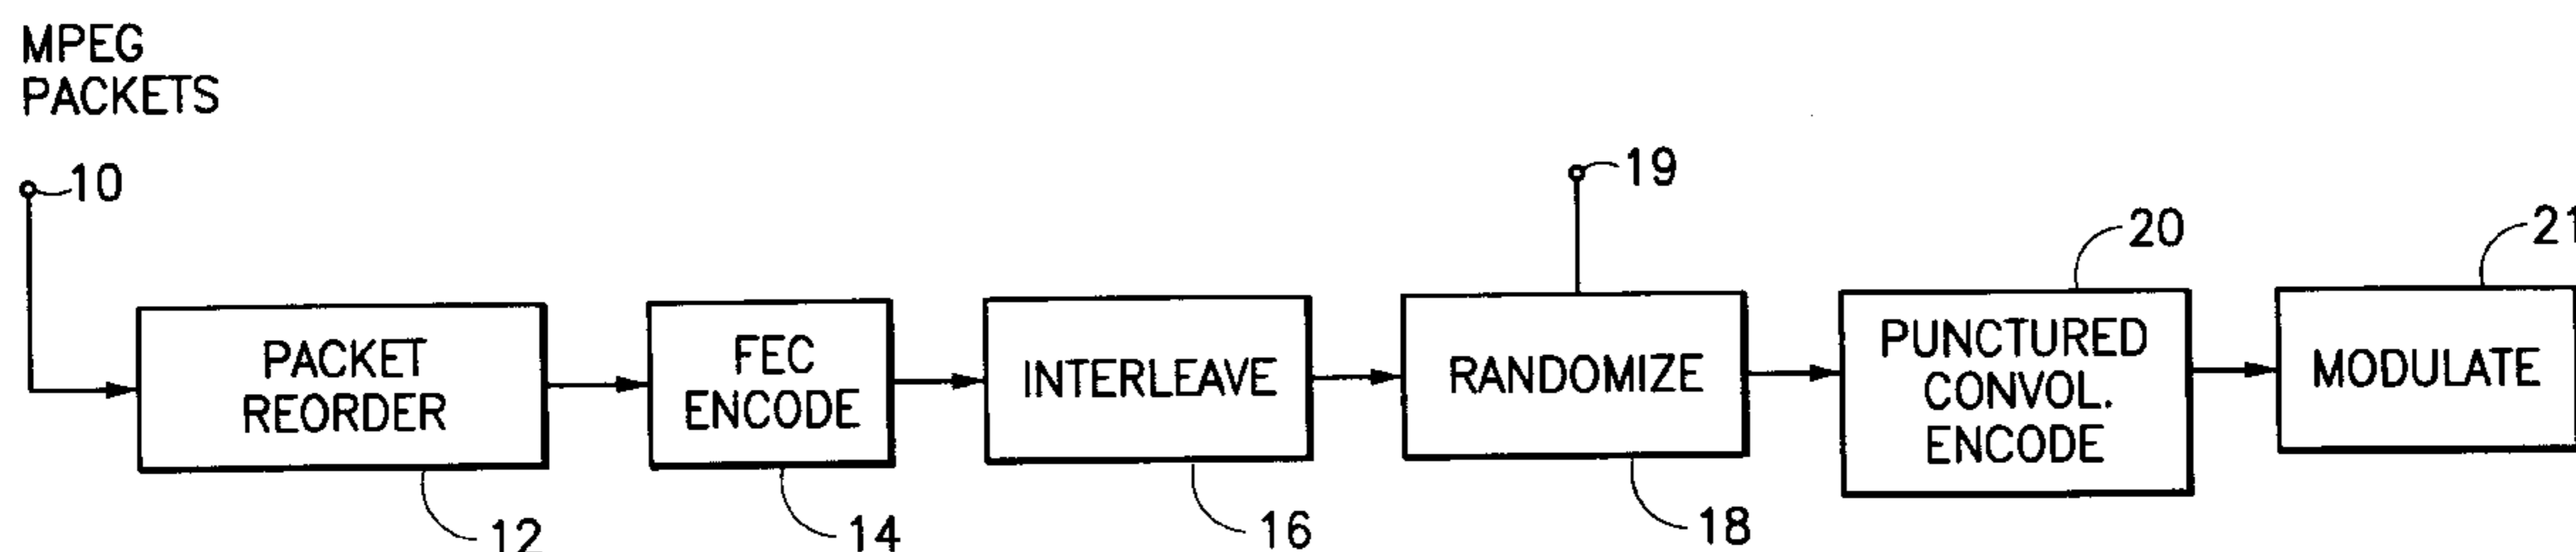 MPEG
PACKETS
10
19
20
21
PACKET
REORDER
FEC
ENCODE
INTERLEAVE
RANDOMIZE
PUNCTURED
CONVOL.
ENCODE
MODULATE
12
14
16
18